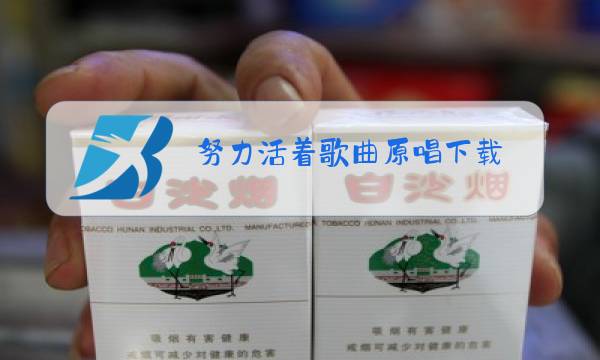 努力活着歌曲原唱下载
白沙烟
白沙烟
TOBACCO HUNAN INDUSTRIAL CO.,LTD. MANUFACTURED
TOBACCO HUNAN INDUSTRIAL CO.,LTD.
吸烟有害健康
戒烟可减少对健康的危害
吸烟有害健康
戒烟可减少对健康的危害